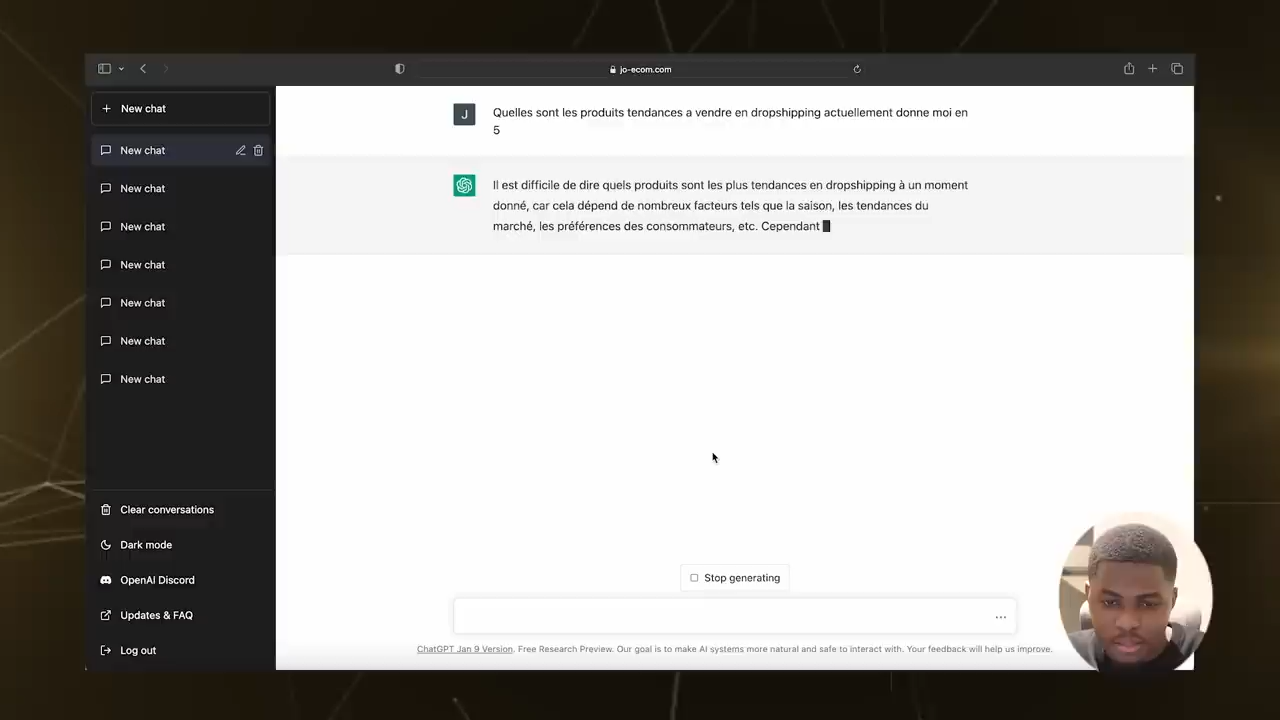 jo-ecom.com
New chat
New chat
New chat
New chat
New chat
New chat
New chat
New chat
Clear conversations
Dark mode
OpenAI Discord
Updates & FAQ
Log out
J
Quelles sont les produits tendances a vendre en dropshipping actuellement donne moi en
5
Il est difficile de dire quels produits sont les plus tendances en dropshipping à un moment
donné, car cela dépend de nombreux facteurs tels que la saison, les tendances du
marché, les préférences des consommateurs, etc. Cependant
Stop generating
ChatGPT Jan 9 Version. Free Research Preview. Our goal is to make AI systems more natural and safe to interact with. Your feedback will help us improve.